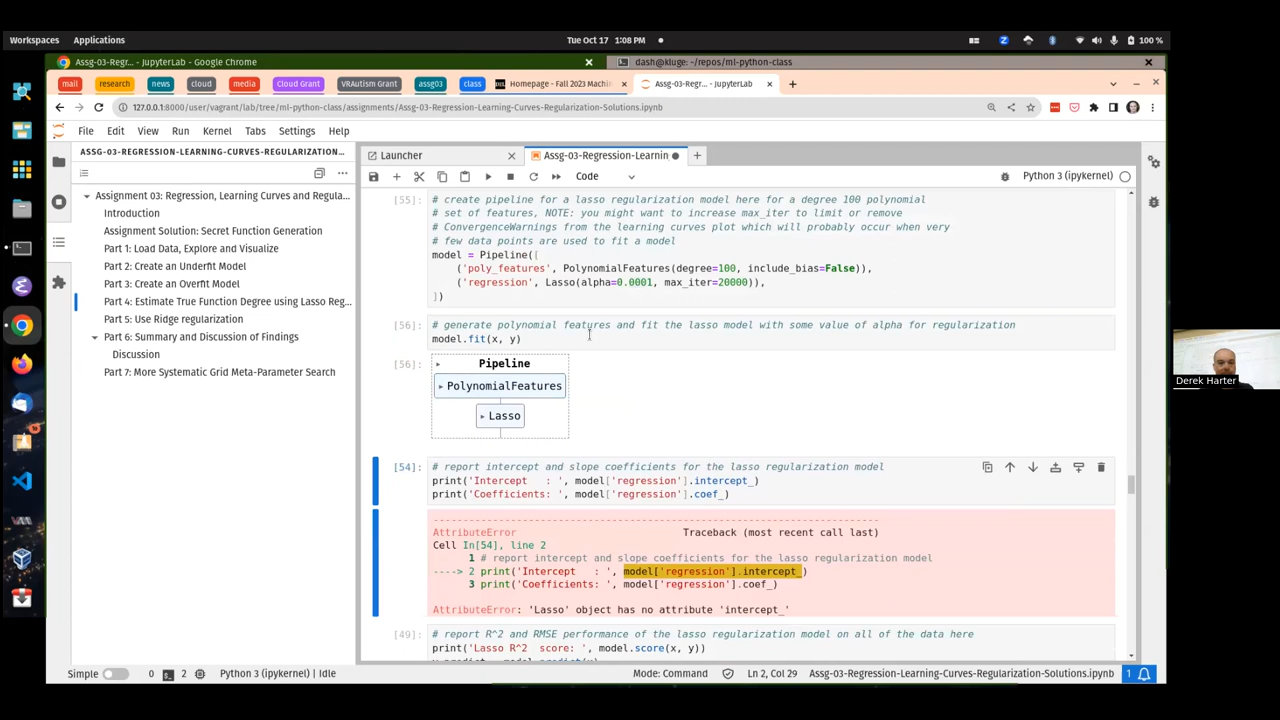 Workspaces Applications Tue Oct 17 1:08 PM 100 %
Assg-03-Regr... - JupyterLab - Google Chrome
dash@kluge: ~/repos/ml-python-class
mail research news cloud media Cloud Grant VRAutism Grant assg03 class Homepage - Fall 2023 Machin Assg-03-Regr... - JupyterLab
127.0.0.1:8000/user/vagrant/lab/tree/ml-python-class/assignments/Assg-03-Regression-Learning-Curves-Regularization-Solutions.ipynb
File Edit View Run Kernel Tabs Settings Help
ASSG-03-REGRESSION-LEARNING-CURVES-REGULARIZATION...
Assignment 03: Regression, Learning Curves and Regula...
Introduction
Assignment Solution: Secret Function Generation
Part 1: Load Data, Explore and Visualize
Part 2: Create an Underfit Model
Part 3: Create an Overfit Model
Part 4: Estimate True Function Degree using Lasso Reg...
Part 5: Use Ridge regularization
Part 6: Summary and Discussion of Findings
Discussion
Part 7: More Systematic Grid Meta-Parameter Search
Launcher
Assg-03-Regression-Learnin
Code
Python 3 (ipykernel)
[55]: # create pipeline for a lasso regularization model here for a degree 100 polynomial
# set of features, NOTE: you might want to increase max_iter to limit or remove
# ConvergenceWarnings from the learning curves plot which will probably occur when very
# few data points are used to fit a model
model = Pipeline([
('poly_features', PolynomialFeatures(degree=100, include_bias=False)),
('regression', Lasso(alpha=0.0001, max_iter=20000)),
])
[56]: # generate polynomial features and fit the lasso model with some value of alpha for regularization
model.fit(x, y)
[56]: Pipeline
PolynomialFeatures
Lasso
[54]: # report intercept and slope coefficients for the lasso regularization model
print('Intercept   : ', model['regression'].intercept_)
print('Coefficients: ', model['regression'].coef_)
---------------------------------------------------------------------------
AttributeError Traceback (most recent call last)
Cell In[54], line 2
1 # report intercept and slope coefficients for the lasso regularization model
----> 2 print('Intercept   : ', model['regression'].intercept_)
3 print('Coefficients: ', model['regression'].coef_)
AttributeError: 'Lasso' object has no attribute 'intercept_'
[49]: # report R^2 and RMSE performance of the lasso regularization model on all of the data here
print('Lasso R^2  score: ', model.score(x, y))
Simple 0 2 Python 3 (ipykernel) | Idle Mode: Command Ln 2, Col 29 Assg-03-Regression-Learning-Curves-Regularization-Solutions.ipynb 1
Derek Harter